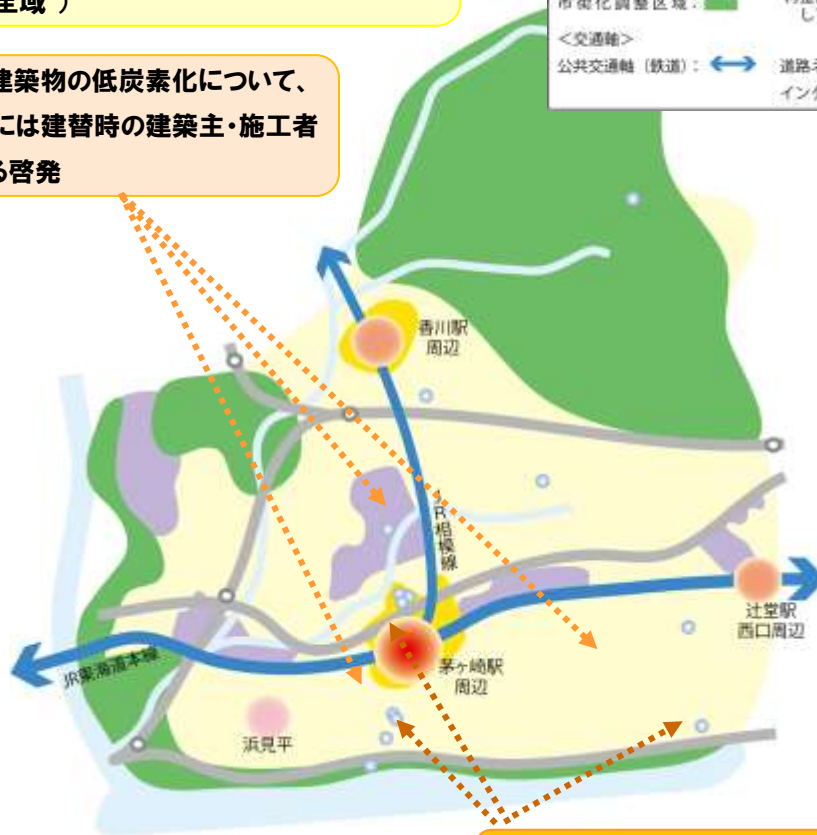 全域 )
建築物の低炭素化について、
には建替時の建築主・施工者
る啓発
市街化調整区域：
<交通軸>
公共交通軸（鉄道）：
道路
イン
香川駅
周辺
JR相模線
辻堂駅
西口周辺
茅ヶ崎駅
周辺
JR東海道本線
浜見平